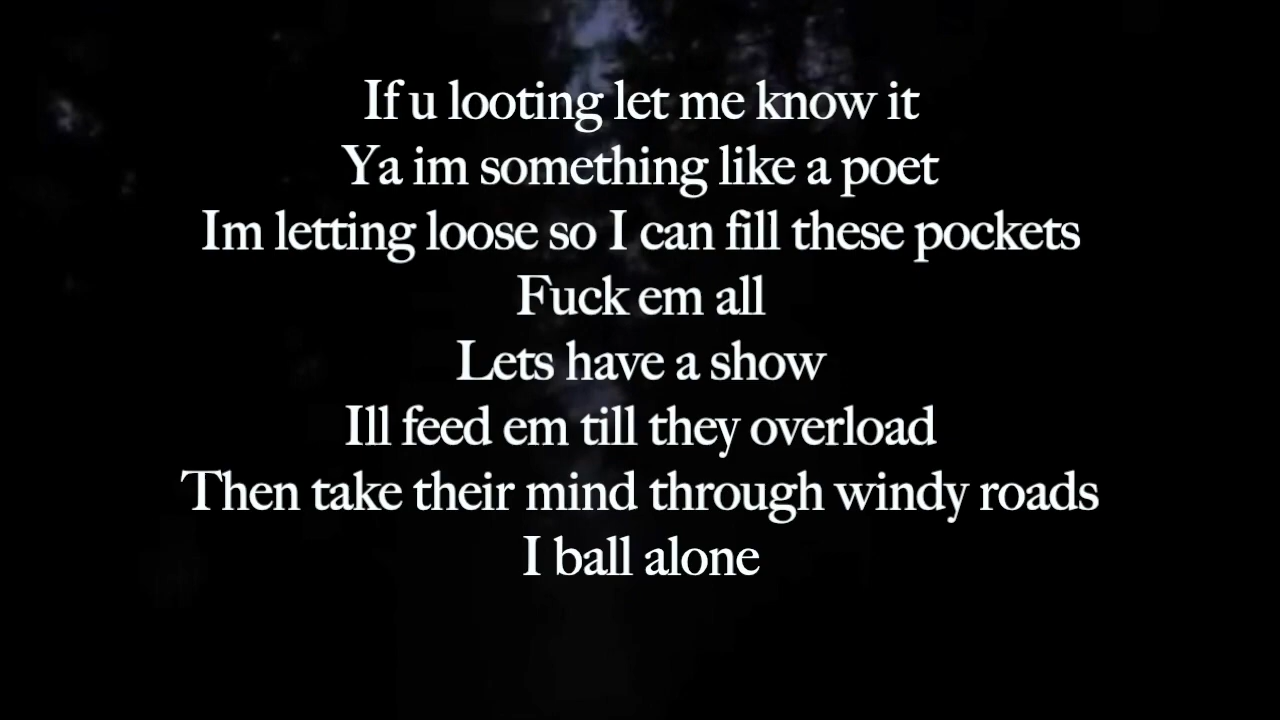 If u looting let me know it
Ya im something like a poet
Im letting loose so I can fill these pockets
Fuck em all
Lets have a show
Ill feed em till they overload
Then take their mind through windy roads
I ball alone